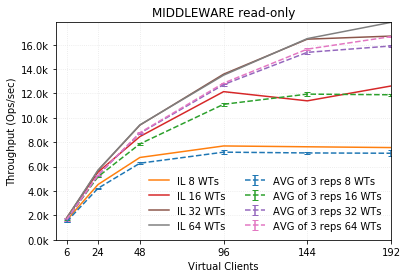 MIDDLEWARE read-only
Throughput (Ops/sec)
16.0k
14.0k
12.0k
10.0k
8.0k
6.0k
4.0k
2.0k
0.0k
IL 8 WTs
IL 16 WTs
IL 32 WTs
IL 64 WTs
AVG of 3 reps 8 WTs
AVG of 3 reps 16 WTs
AVG of 3 reps 32 WTs
AVG of 3 reps 64 WTs
6 24 48 96 144 192
Virtual Clients